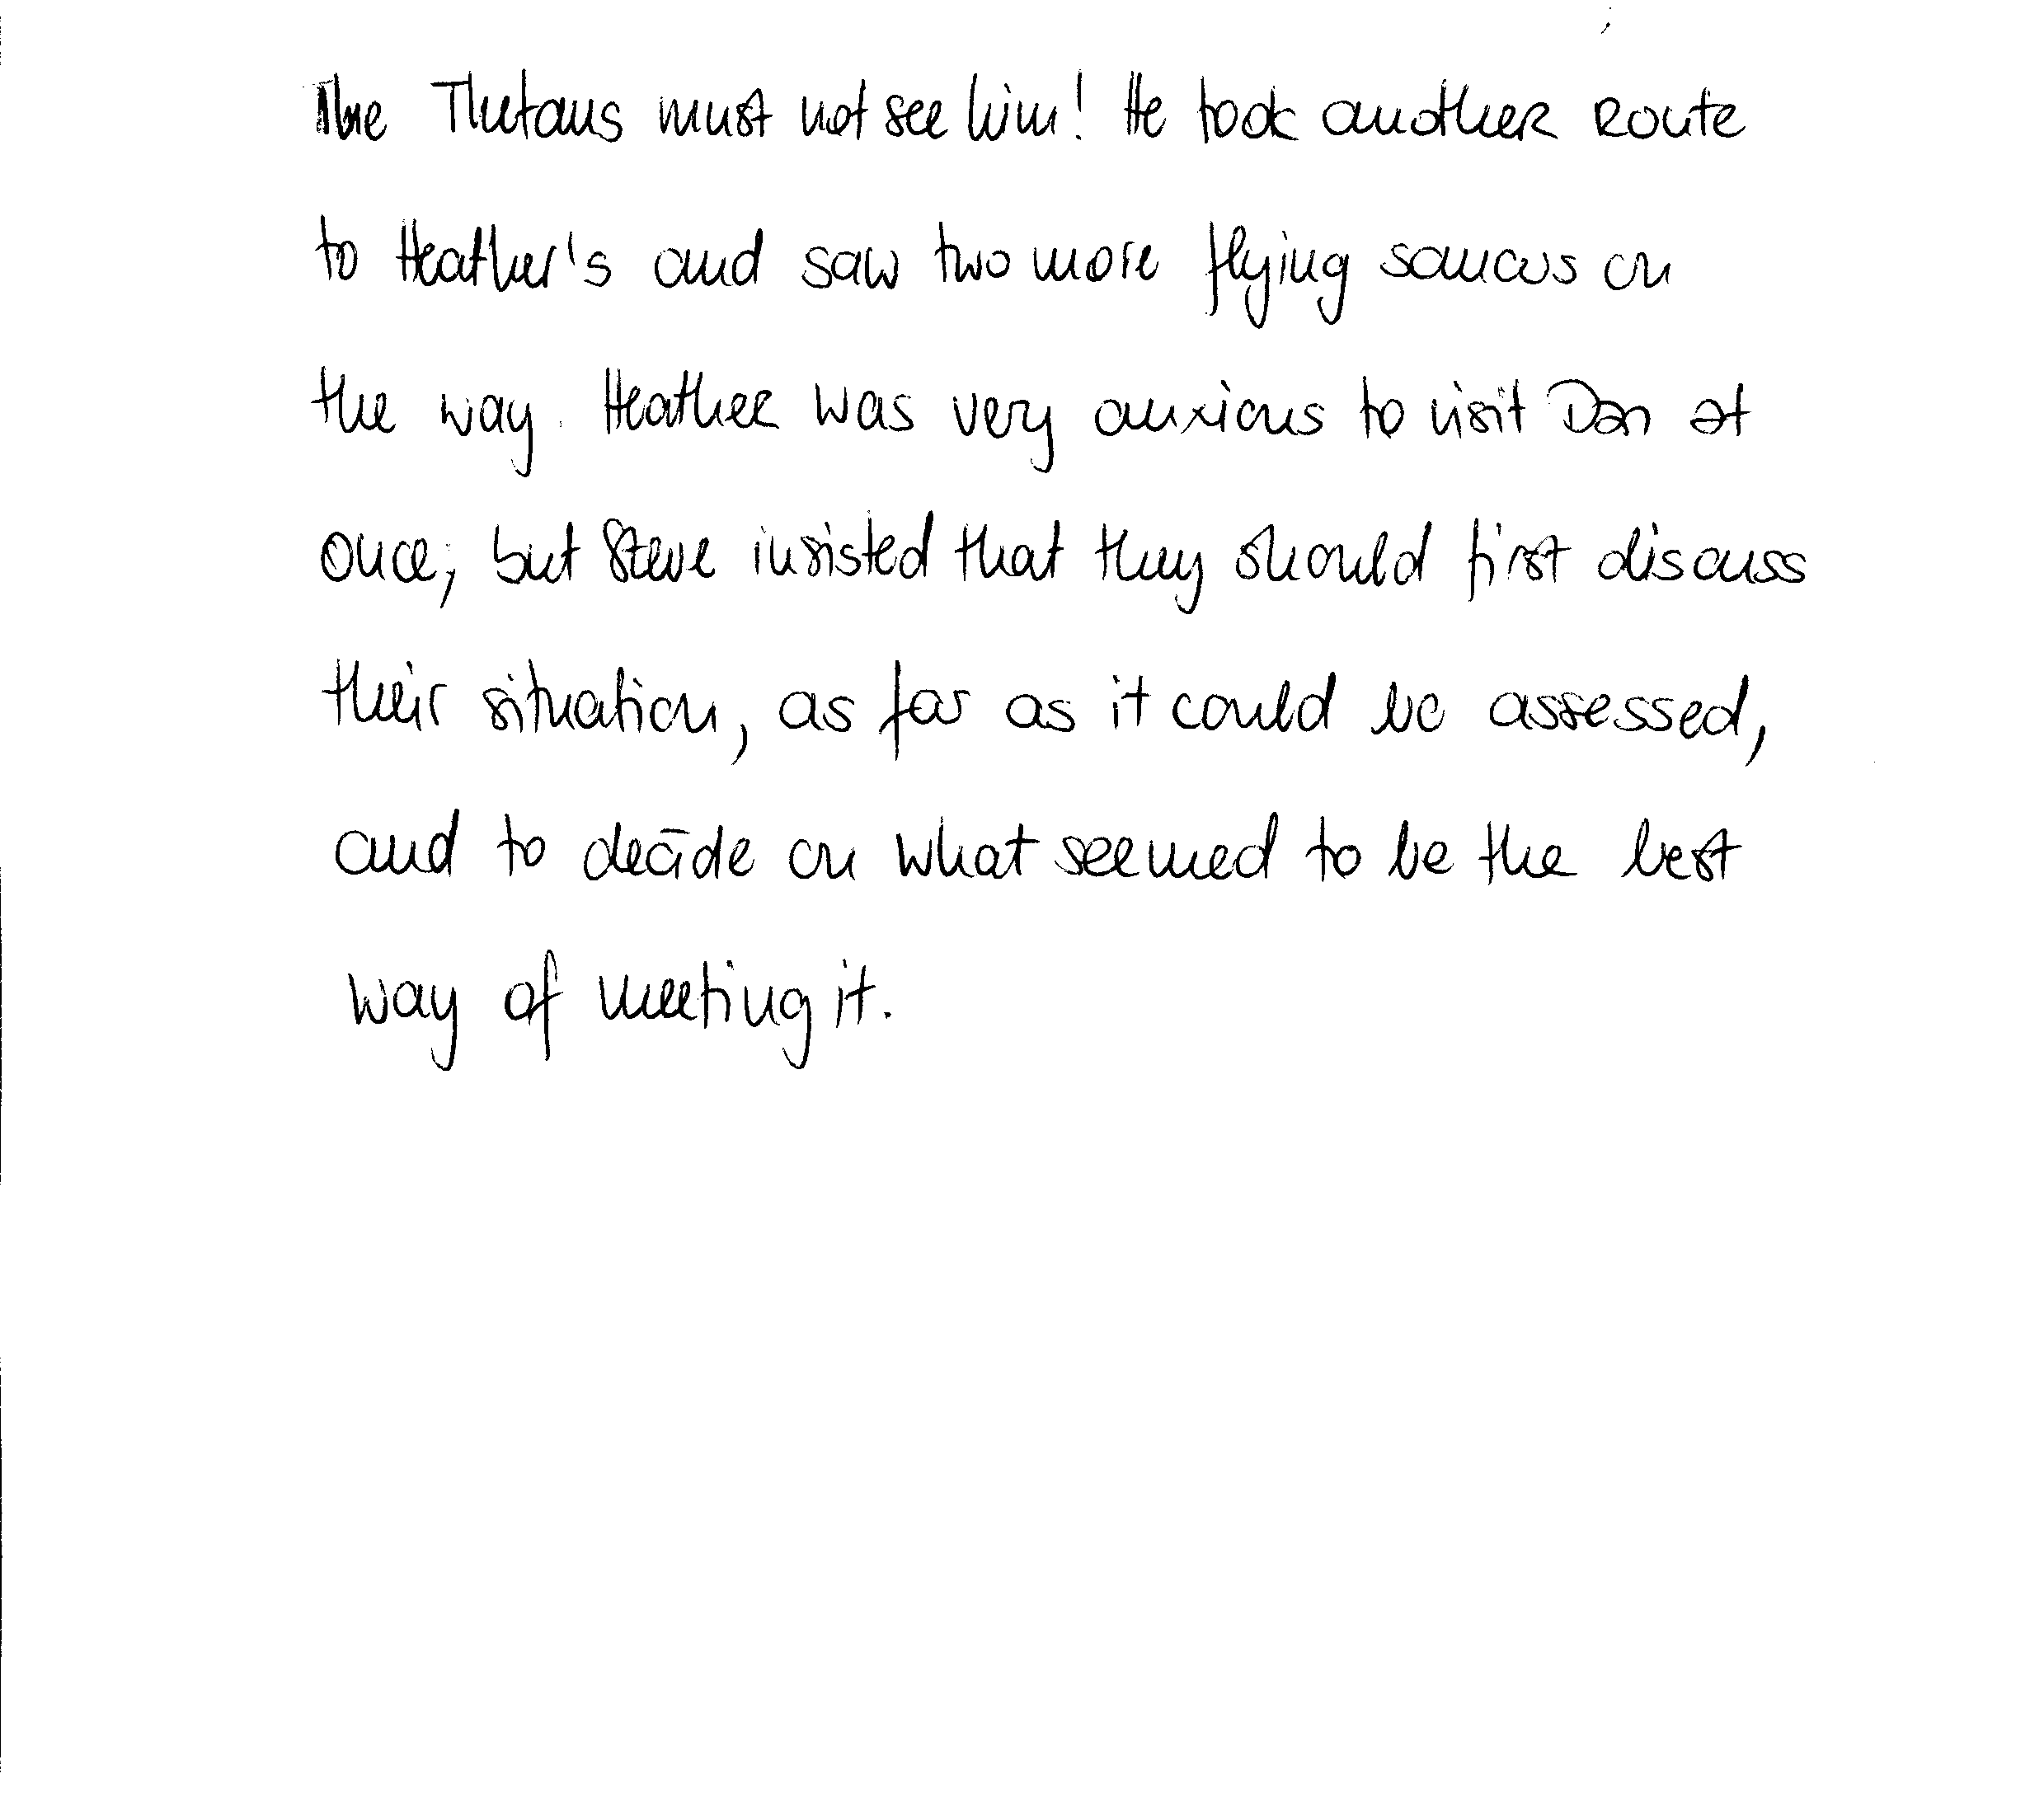 The Thetans must not see him! He took another route
to Heather's and saw two more flying saucers on
the way. Heather was very anxious to visit Dan at
once; but Steve insisted that they should first discuss
their situation, as far as it could be assessed,
and to decide on what seemed to be the best
way of meeting it.